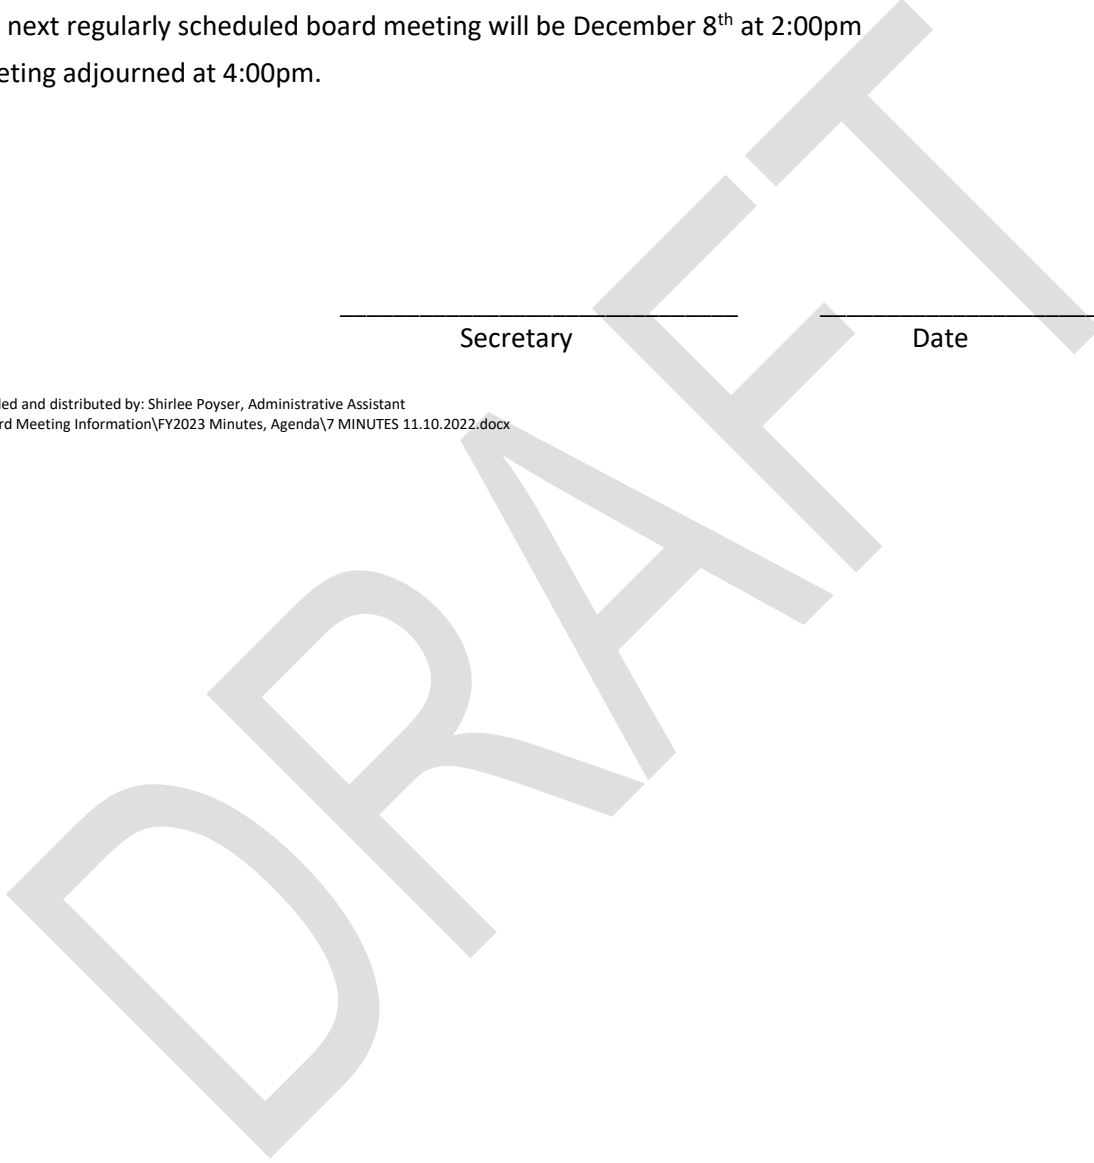 next regularly scheduled board meeting will be December 8th at 2:00pm
eeting adjourned at 4:00pm.
Secretary Date
led and distributed by: Shirlee Poyser, Administrative Assistant
rd Meeting Information\FY2023 Minutes, Agenda\7 MINUTES 11.10.2022.docx
DRAFT